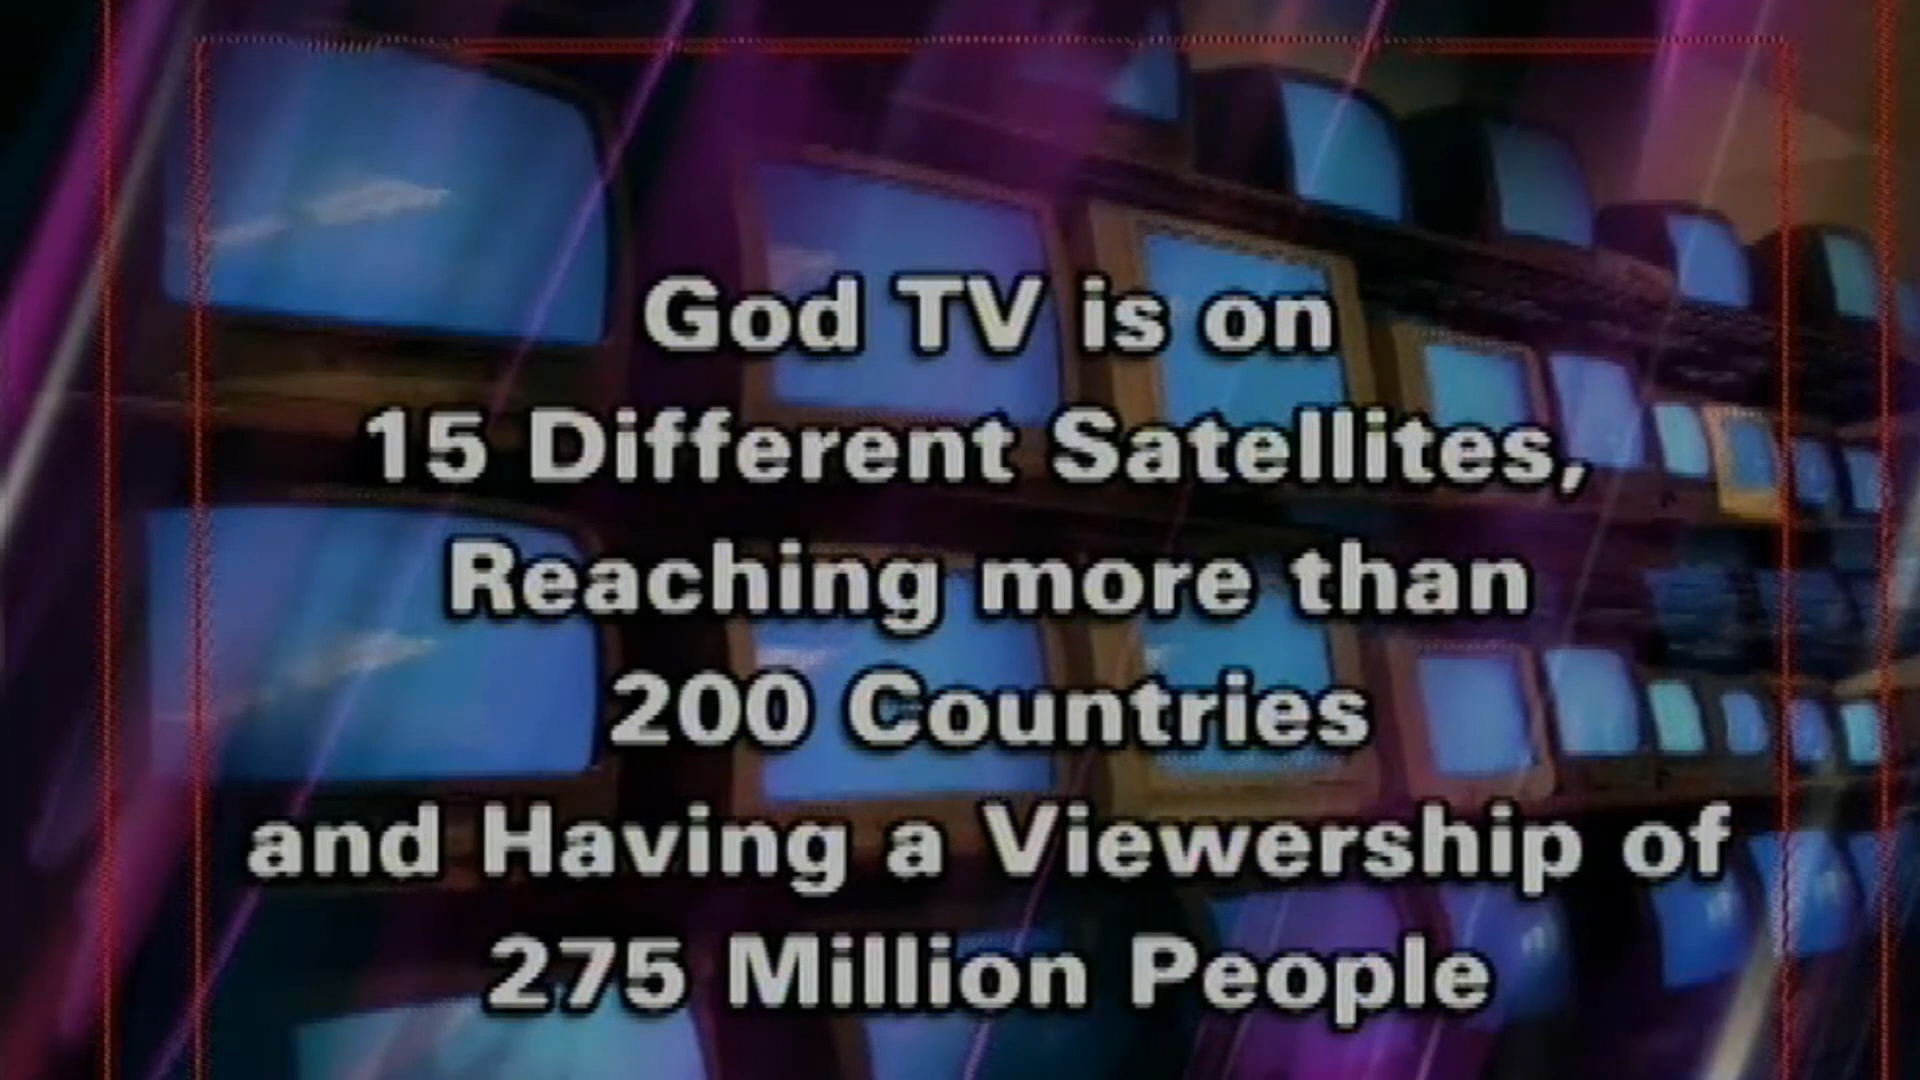 God TV is on
15 Different Satellites,
Reaching more than
200 Countries
and Having a Viewership of
275 Million People